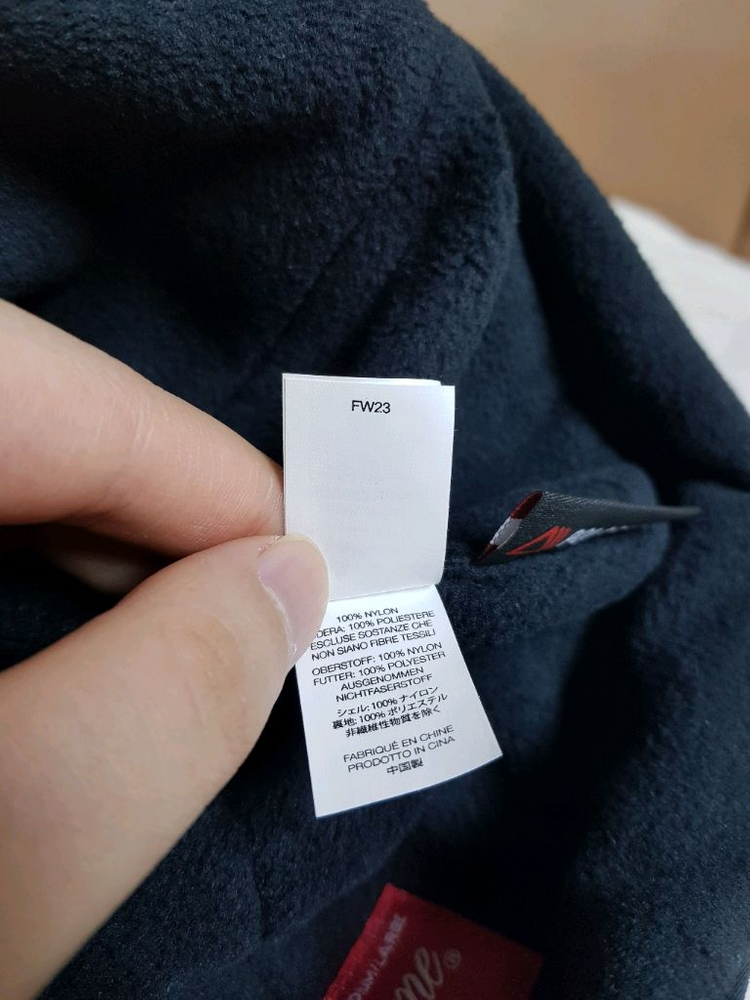 FW23
100% NYLON
100% POLIESTERE
ESCLUSE SOSTANZE CHE
NON SIANO FIBRE TESSILI
OBERSTOFF: 100% NYLON
FUTTER: 100% POLYESTER
AUSGENOMMEN
NICHTFASERSTOFF
シェル:100% ナイロン
裏地:100% ポリエステル
非繊維性物質を除く
FABRIQUÉ EN CHINE
PRODOTTO IN CINA
中国製